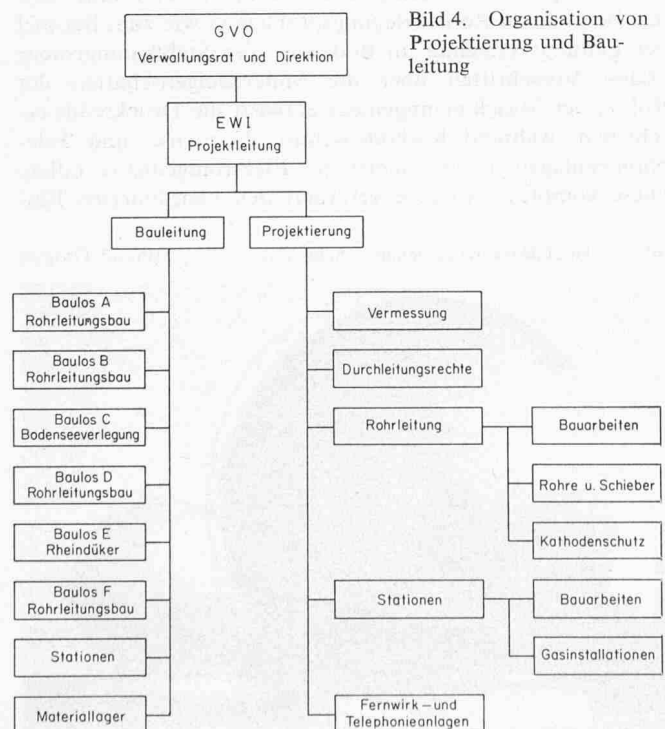 GVO
Verwaltungsrat und Direktion
Bild 4. Organisation von
Projektierung und Bau-
leitung
EWI
Projektleitung
Bauleitung
Projektierung
Baulos A
Rohrleitungsbau
Baulos B
Rohrleitungsbau
Baulos C
Bodenseeverlegung
Baulos D
Rohrleitungsbau
Baulos E
Rheindüker
Baulos F
Rohrleitungsbau
Stationen
Materiallager
Vermessung
Durchleitungsrechte
Rohrleitung
Bauarbeiten
Rohre u. Schieber
Kathodenschutz
Stationen
Bauarbeiten
Gasinstallationen
Fernwirk – und
Telephonieanlagen